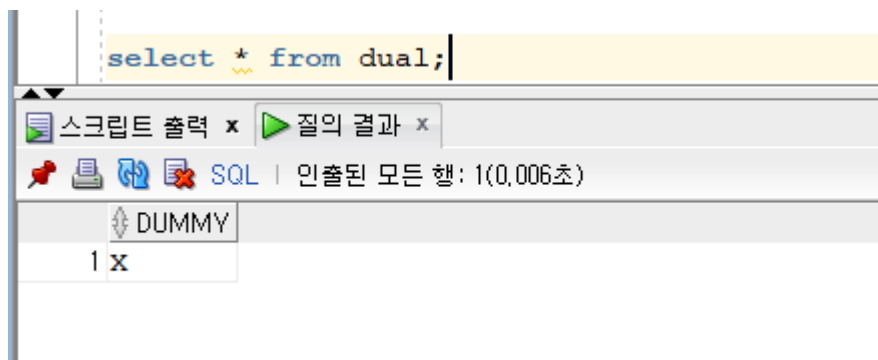 select * from dual;
스크립트 출력 x 질의 결과 x
SQL | 인출된 모든 행: 1(0,006초)
DUMMY
1 X